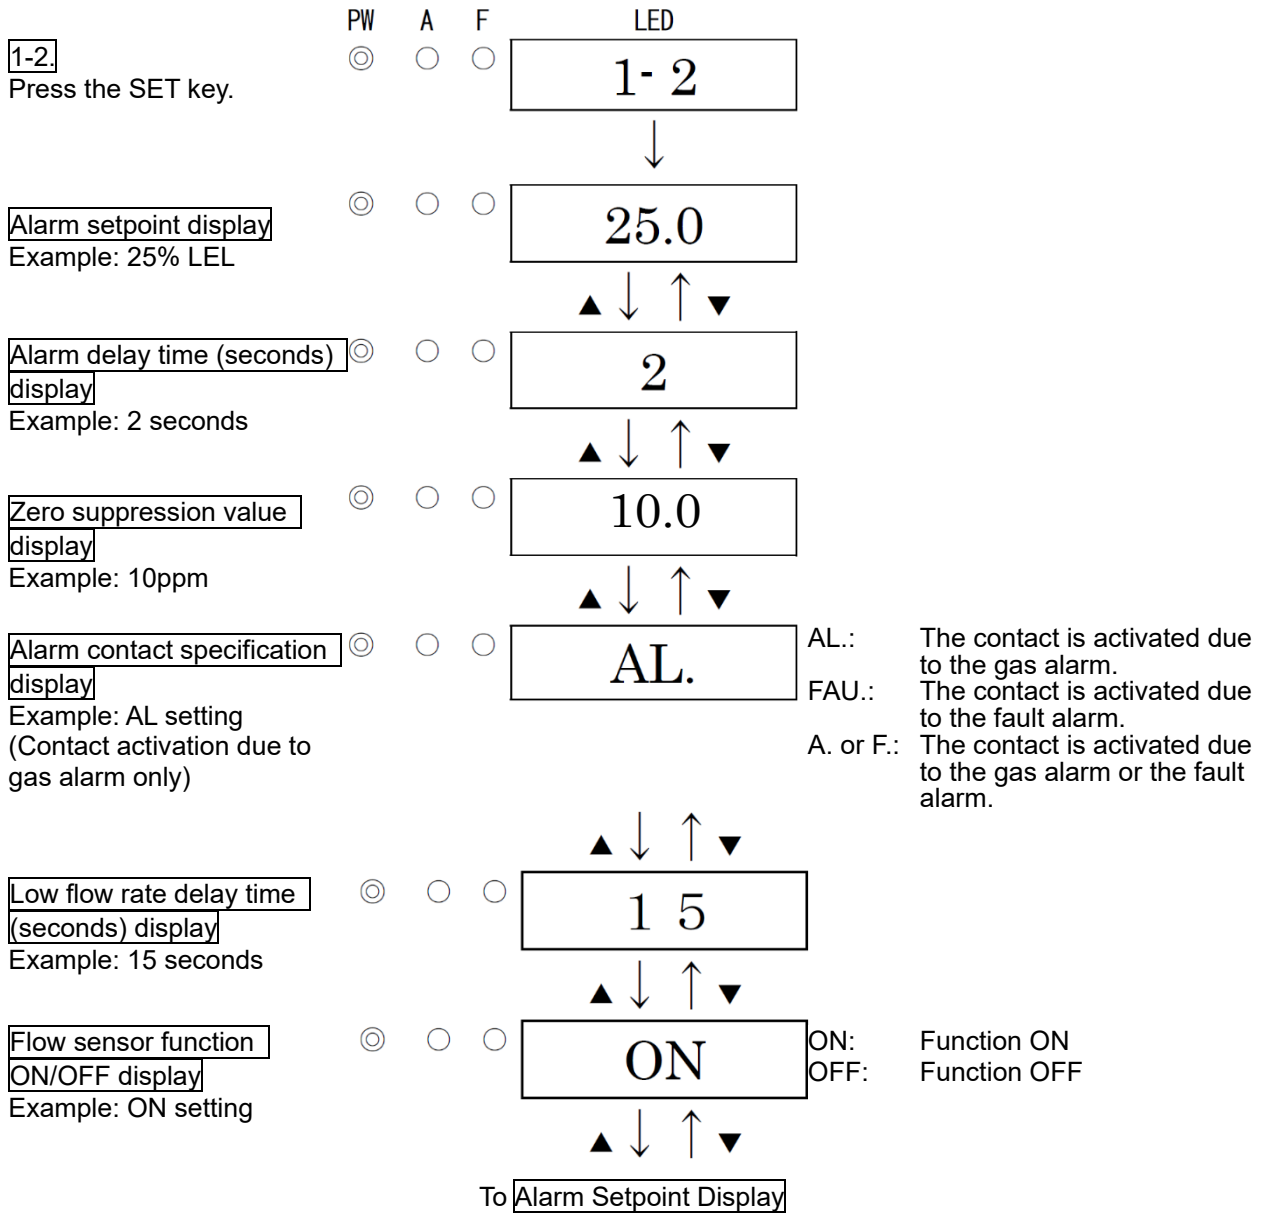 PW A F LED
1-2.
Press the SET key.
1- 2
Alarm setpoint display
Example: 25% LEL
25.0
▲ ↓ ↑ ▼
Alarm delay time (seconds)
display
Example: 2 seconds
2
▲ ↓ ↑ ▼
Zero suppression value
display
Example: 10ppm
10.0
▲ ↓ ↑ ▼
Alarm contact specification
display
Example: AL setting
(Contact activation due to
gas alarm only)
AL.
AL.: The contact is activated due
to the gas alarm.
FAU.: The contact is activated due
to the fault alarm.
A. or F.: The contact is activated due
to the gas alarm or the fault
alarm.
▲ ↓ ↑ ▼
Low flow rate delay time
(seconds) display
Example: 15 seconds
1 5
▲ ↓ ↑ ▼
Flow sensor function
ON/OFF display
Example: ON setting
ON
ON: Function ON
OFF: Function OFF
▲ ↓ ↑ ▼
To Alarm Setpoint Display